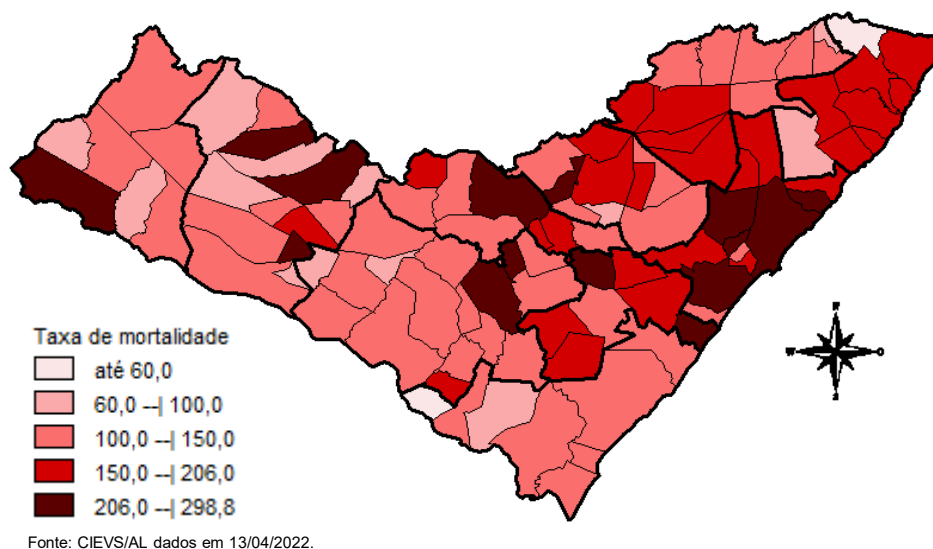 Taxa de mortalidade
até 60,0
60,0 --| 100,0
100,0 --| 150,0
150,0 --| 206,0
206,0 --| 298,8
Fonte: CIEVS/AL dados em 13/04/2022.